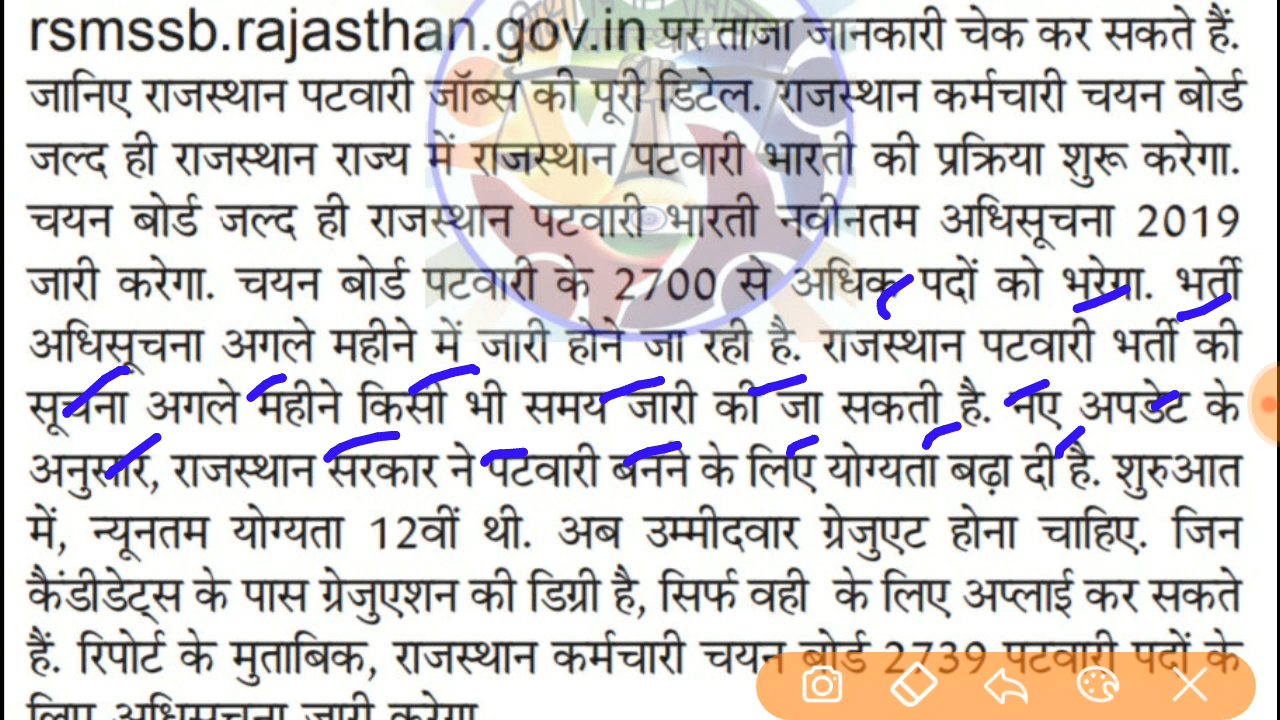 rsmssb.rajasthan.gov.in पर ताजा जानकारी चेक कर सकते हैं.
जानिए राजस्थान पटवारी जॉब्स की पूरी डिटेल. राजस्थान कर्मचारी चयन बोर्ड
जल्द ही राजस्थान राज्य में राजस्थान पटवारी भारती की प्रक्रिया शुरू करेगा.
चयन बोर्ड जल्द ही राजस्थान पटवारी भारती नवीनतम अधिसूचना 2019
जारी करेगा. चयन बोर्ड पटवारी के 2700 से अधिक पदों को भरेगा. भर्ती
अधिसूचना अगले महीने में जारी होने जा रही है. राजस्थान पटवारी भर्ती की
सूचना अगले महीने किसी भी समय जारी की जा सकती है. नए अपडेट के
अनुसार, राजस्थान सरकार ने पटवारी बनने के लिए योग्यता बढ़ा दी है. शुरुआत
में, न्यूनतम योग्यता 12वीं थी. अब उम्मीदवार ग्रेजुएट होना चाहिए. जिन
कैंडीडेट्स के पास ग्रेजुएशन की डिग्री है, सिर्फ वही के लिए अप्लाई कर सकते
हैं. रिपोर्ट के मुताबिक, राजस्थान कर्मचारी चयन बोर्ड 2739 पटवारी पदों के
लिए अधिसूचना जारी करेगा